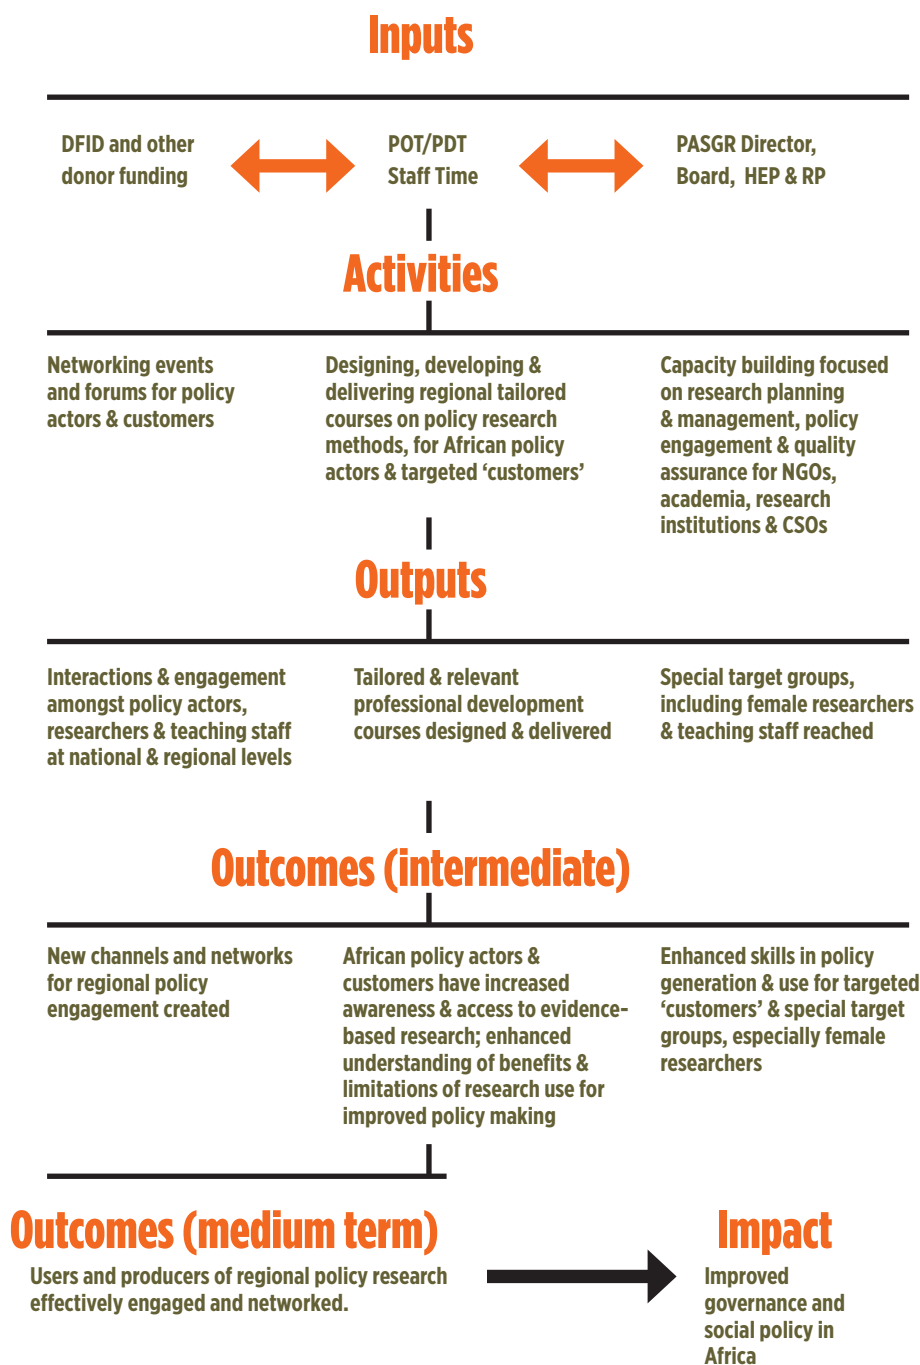 Inputs
DFID and other
donor funding
POT/PDT
Staff Time
PASGR Director,
Board, HEP & RP
Activities
Networking events
and forums for policy
actors & customers
Designing, developing &
delivering regional tailored
courses on policy research
methods, for African policy
actors & targeted ‘customers’
Capacity building focused
on research planning
& management, policy
engagement & quality
assurance for NGOs,
academia, research
institutions & CSOs
Outputs
Interactions & engagement
amongst policy actors,
researchers & teaching staff
at national & regional levels
Tailored & relevant
professional development
courses designed & delivered
Special target groups,
including female researchers
& teaching staff reached
Outcomes (intermediate)
New channels and networks
for regional policy
engagement created
African policy actors &
customers have increased
awareness & access to evidence-
based research; enhanced
understanding of benefits &
limitations of research use for
improved policy making
Enhanced skills in policy
generation & use for targeted
‘customers’ & special target
groups, especially female
researchers
Outcomes (medium term)
Users and producers of regional policy research
effectively engaged and networked.
Impact
Improved
governance and
social policy in
Africa